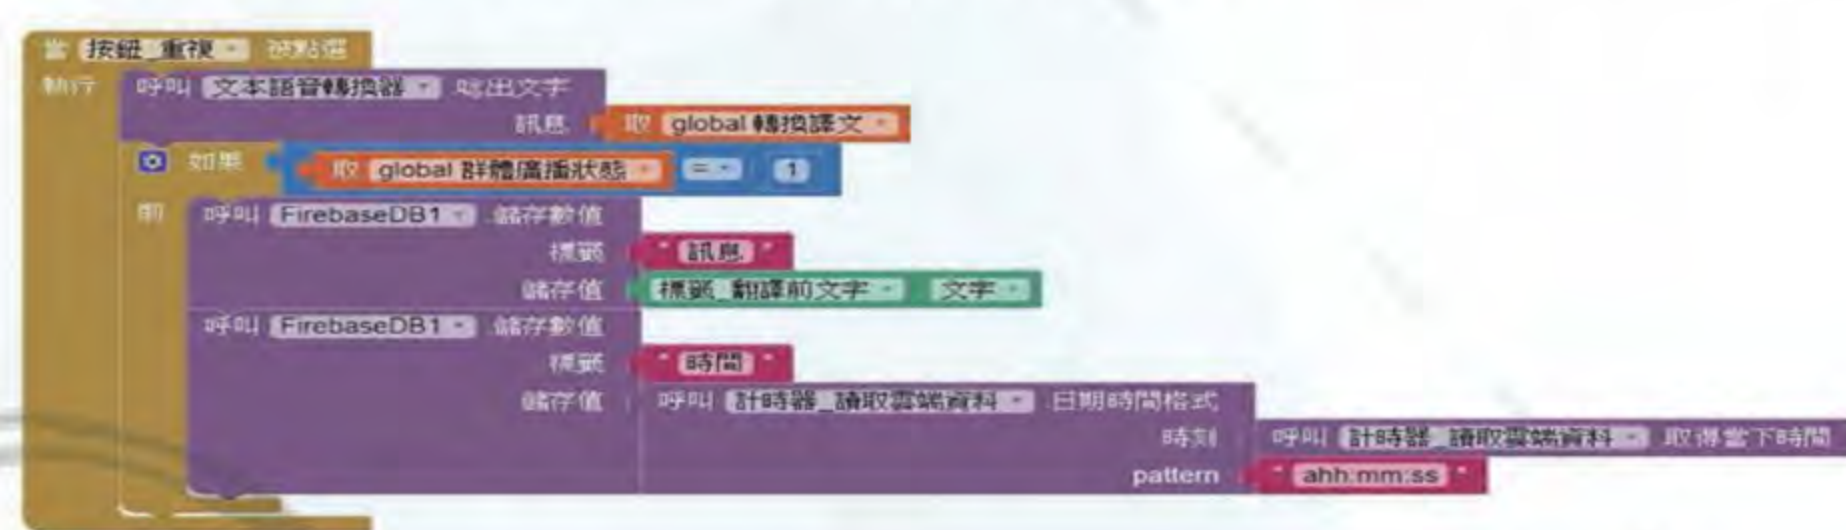 當 按鈕_重複 被點選
執行 呼叫 文本語音轉換器 唸出文字
訊息 取 global 轉換譯文
如果 取 global 群體廣播狀態 = 1
則 呼叫 FirebaseDB1 .儲存數值
標籤 "訊息"
儲存值 標籤_翻譯前文字 . 文字
呼叫 FirebaseDB1 .儲存數值
標籤 "時間"
儲存值 呼叫 計時器_讀取雲端資料 .日期時間格式
時刻 呼叫 計時器_讀取雲端資料 .取得當下時間
pattern "ahh:mm:ss"